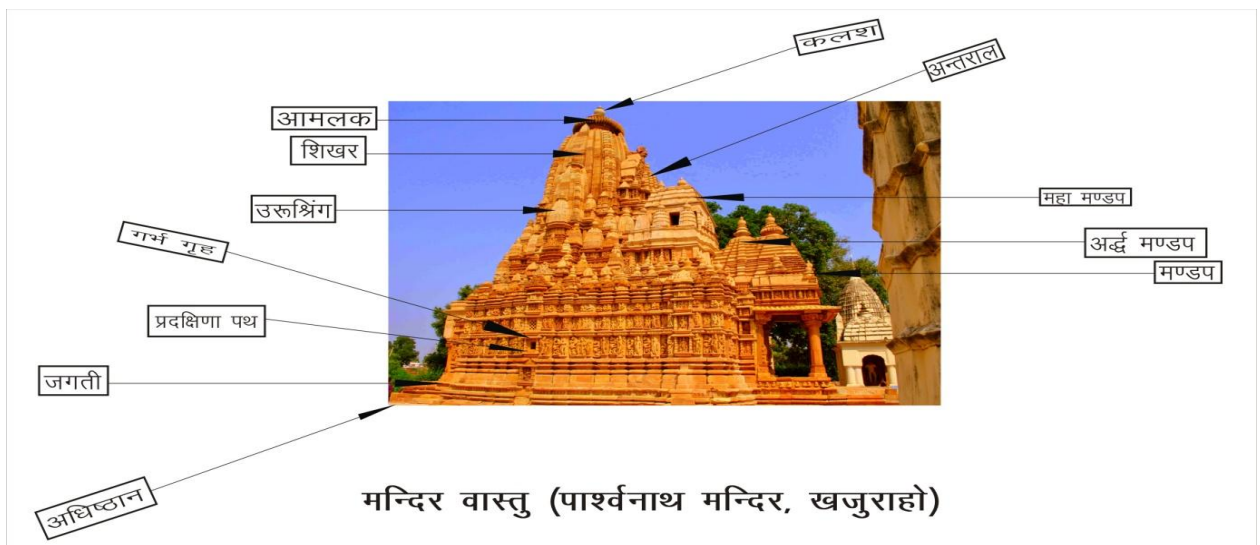 कलश
अन्तराल
आमलक
शिखर
महा मण्डप
उरूश्रिंग
गर्भ गृह
अर्द्ध मण्डप
मण्डप
प्रदक्षिणा पथ
जगती
अधिष्ठान
मन्दिर वास्तु (पार्श्वनाथ मन्दिर, खजुराहो)